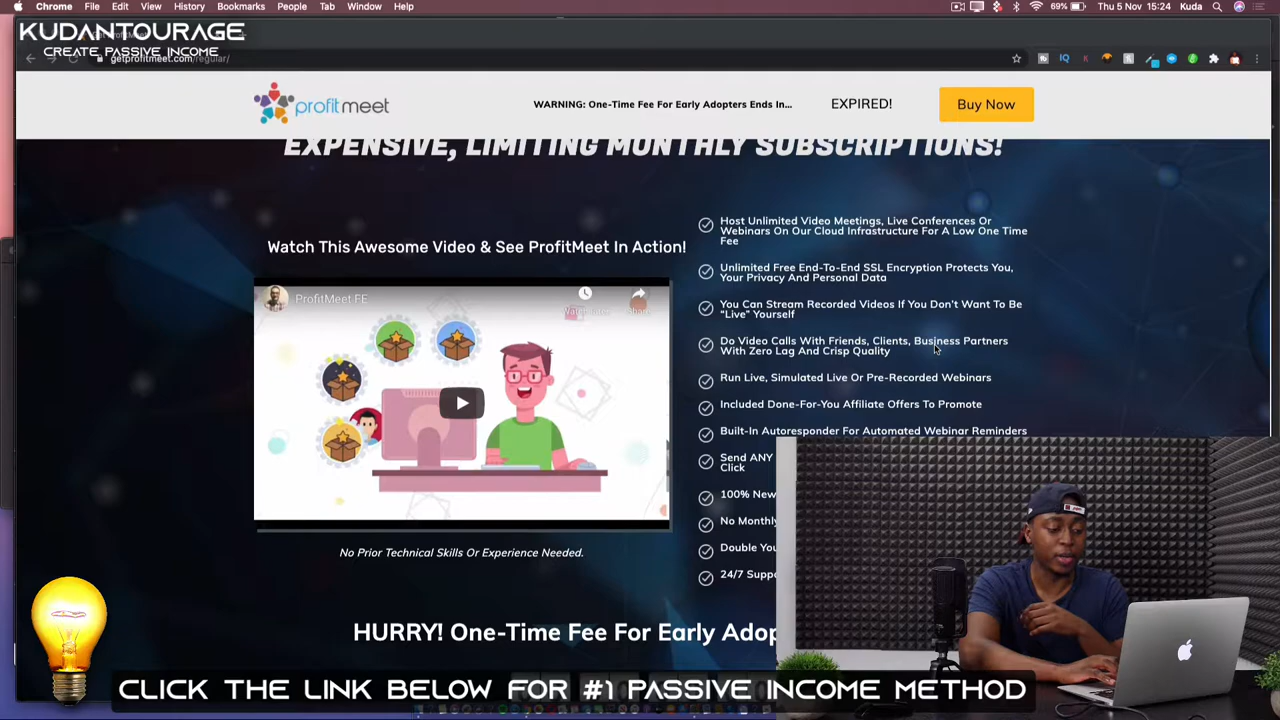 Chrome File Edit View History Bookmarks People Tab Window Help
69% Thu 5 Nov 15:24 Kuda
KUDANTOURAGE
CREATE PASSIVE INCOME
getprofitmeet.com/regular/
profitmeet
WARNING: One-Time Fee For Early Adopters Ends In...
EXPIRED!
Buy Now
EXPENSIVE, LIMITING MONTHLY SUBSCRIPTIONS!
Watch This Awesome Video & See ProfitMeet In Action!
ProfitMeet FE
No Prior Technical Skills Or Experience Needed.
Host Unlimited Video Meetings, Live Conferences Or
Webinars On Our Cloud Infrastructure For A Low One Time
Fee
Unlimited Free End-To-End SSL Encryption Protects You,
Your Privacy And Personal Data
You Can Stream Recorded Videos If You Don't Want To Be
"Live" Yourself
Do Video Calls With Friends, Clients, Business Partners
With Zero Lag And Crisp Quality
Run Live, Simulated Live Or Pre-Recorded Webinars
Included Done-For-You Affiliate Offers To Promote
Built-In Autoresponder For Automated Webinar Reminders
Send ANY
Click
100% New
No Monthly
Double You
24/7 Supp
HURRY! One-Time Fee For Early Adop
CLICK THE LINK BELOW FOR #1 PASSIVE INCOME METHOD